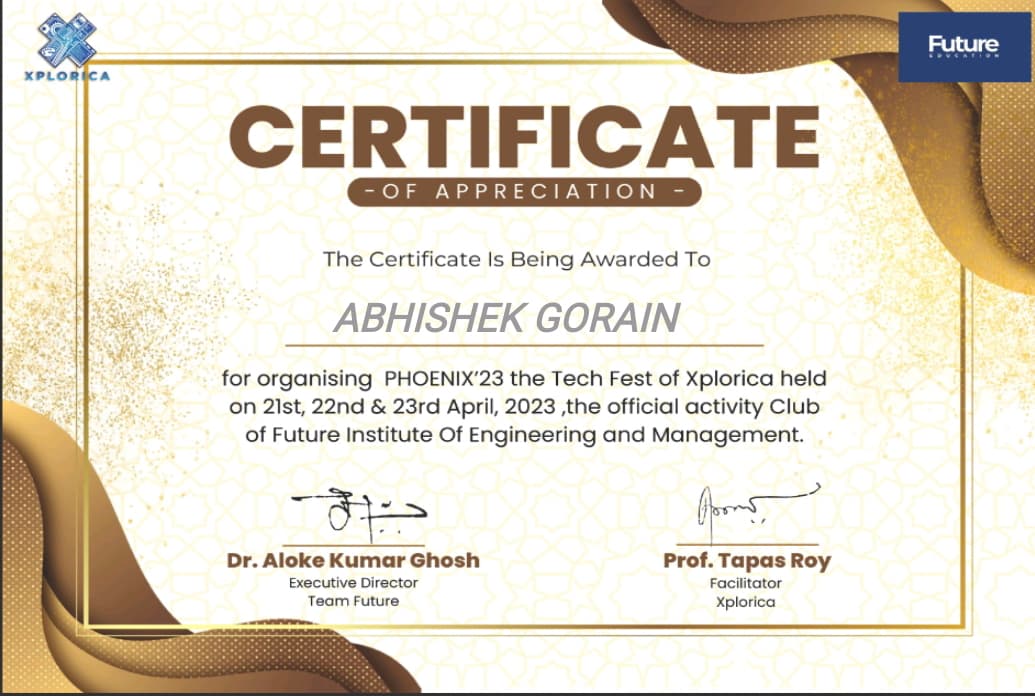 XPLORICA
Future
EDUCATION
CERTIFICATE
- OF APPRECIATION -
The Certificate Is Being Awarded To
ABHISHEK GORAIN
for organising PHOENIX'23 the Tech Fest of Xplorica held
on 21st, 22nd & 23rd April, 2023 ,the official activity Club
of Future Institute Of Engineering and Management.
Dr. Aloke Kumar Ghosh
Executive Director
Team Future
Prof. Tapas Roy
Facilitator
Xplorica